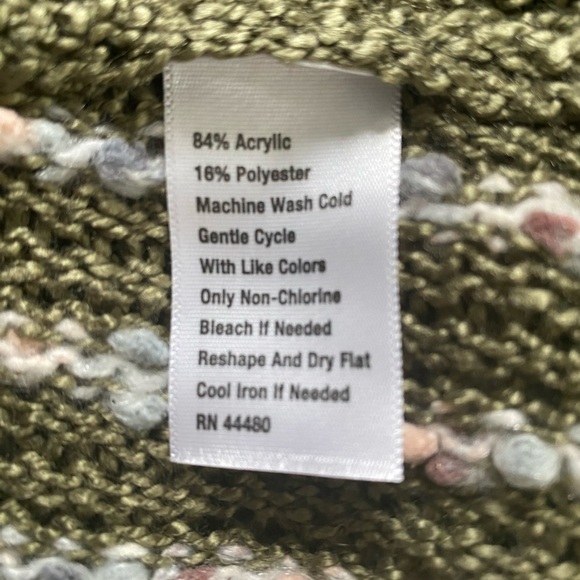 84% Acrylic
16% Polyester
Machine Wash Cold
Gentle Cycle
With Like Colors
Only Non-Chlorine
Bleach If Needed
Reshape And Dry Flat
Cool Iron If Needed
RN 44480